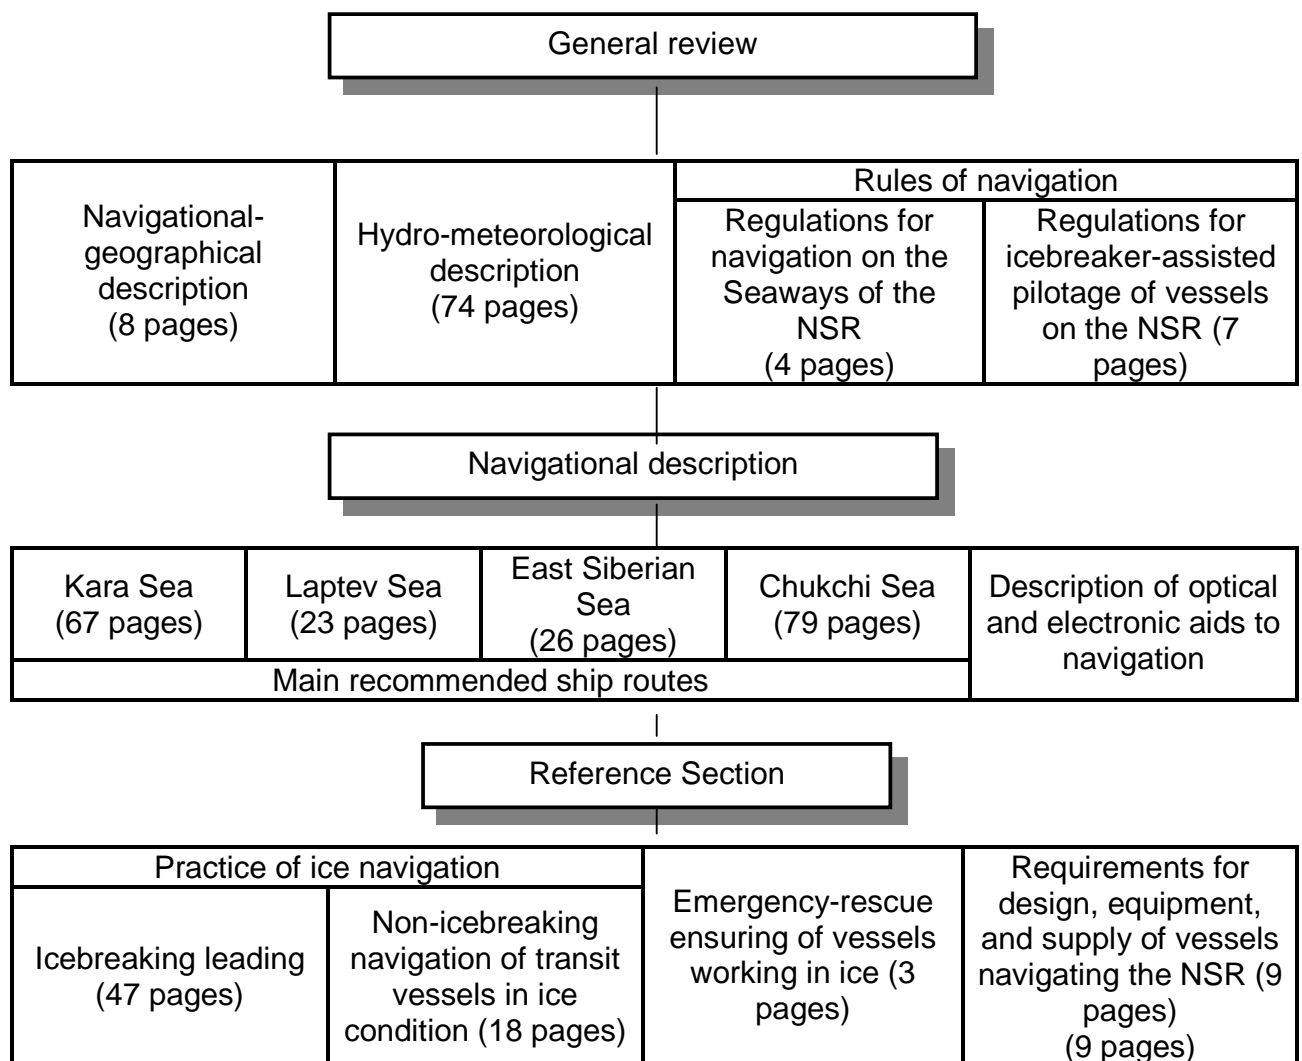 General review
Navigational-
geographical
description
(8 pages)
Hydro-meteorological
description
(74 pages)
Rules of navigation
Regulations for
navigation on the
Seaways of the
NSR
(4 pages)
Regulations for
icebreaker-assisted
pilotage of vessels
on the NSR (7
pages)
Navigational description
Kara Sea
(67 pages)
Laptev Sea
(23 pages)
East Siberian
Sea
(26 pages)
Chukchi Sea
(79 pages)
Description of optical
and electronic aids to
navigation
Main recommended ship routes
Reference Section
Practice of ice navigation
Icebreaking leading
(47 pages)
Non-icebreaking
navigation of transit
vessels in ice
condition (18 pages)
Emergency-rescue
ensuring of vessels
working in ice (3
pages)
Requirements for
design, equipment,
and supply of vessels
navigating the NSR (9
pages)
(9 pages)